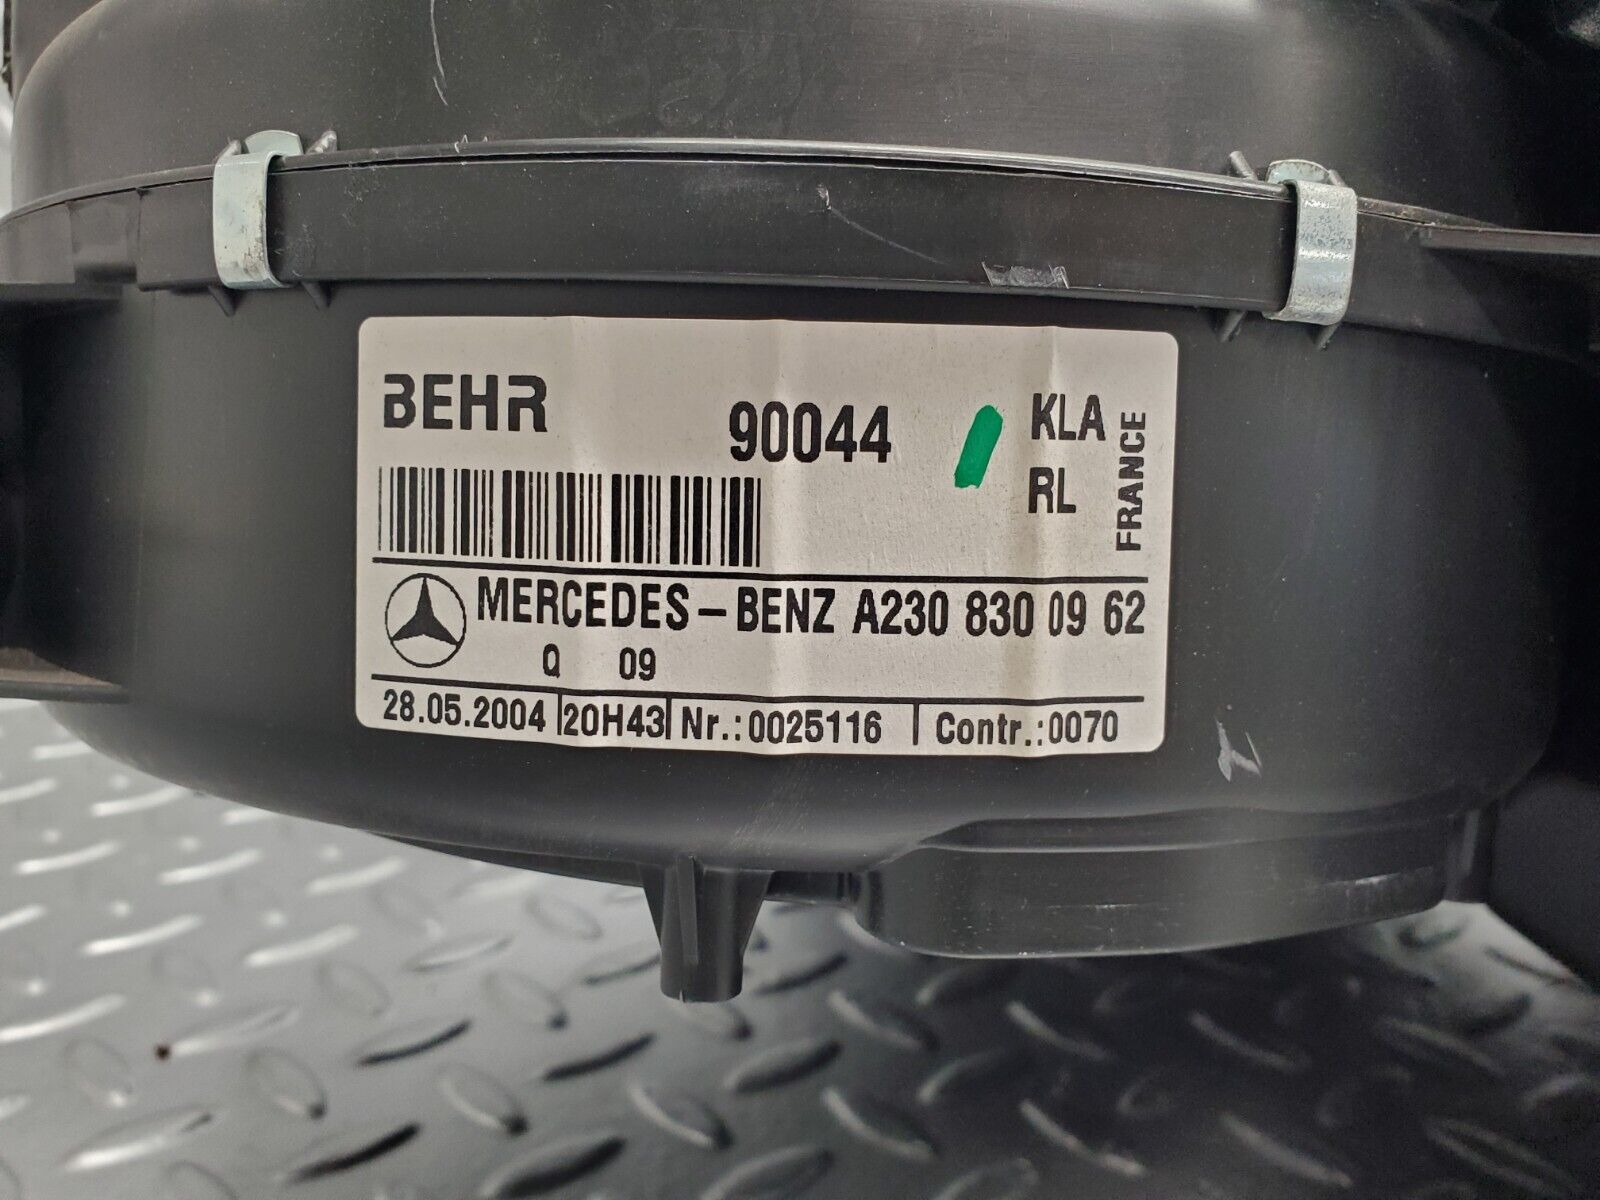 BEHR
90044
KLA
RL
FRANCE
MERCEDES-BENZ A230 830 09 62
Q 09
28.05.2004 |20H43| Nr.:0025116 | Contr.:0070